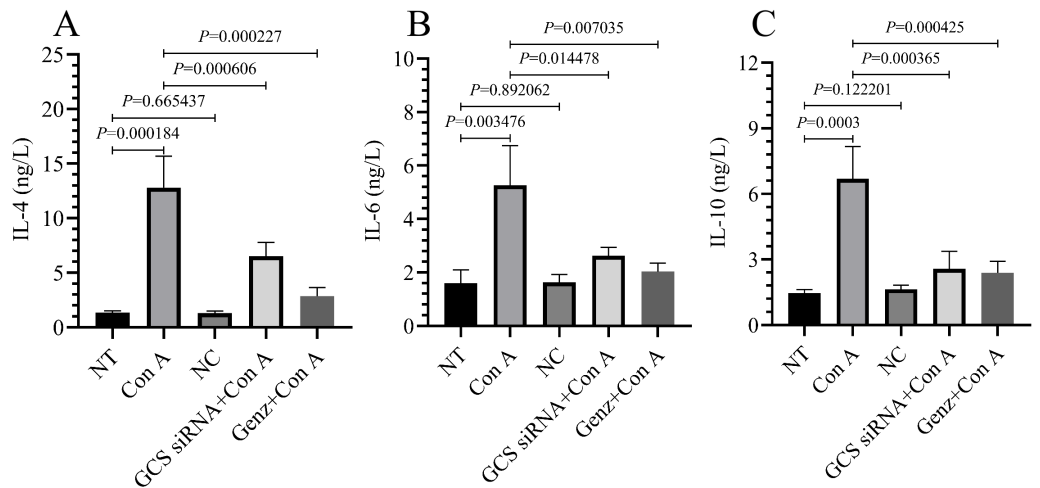 A
P=0.000227
P=0.000606
P=0.665437
P=0.000184
IL-4 (ng/L)
25
20
15
10
5
0
NT
Con A
NC
GCS siRNA+Con A
Genz+Con A
B
P=0.007035
P=0.014478
P=0.892062
P=0.003476
IL-6 (ng/L)
10
8
6
4
2
0
NT
Con A
NC
GCS siRNA+Con A
Genz+Con A
C
P=0.000425
P=0.000365
P=0.122201
P=0.0003
IL-10 (ng/L)
12
9
6
3
0
NT
Con A
NC
GCS siRNA+Con A
Genz+Con A